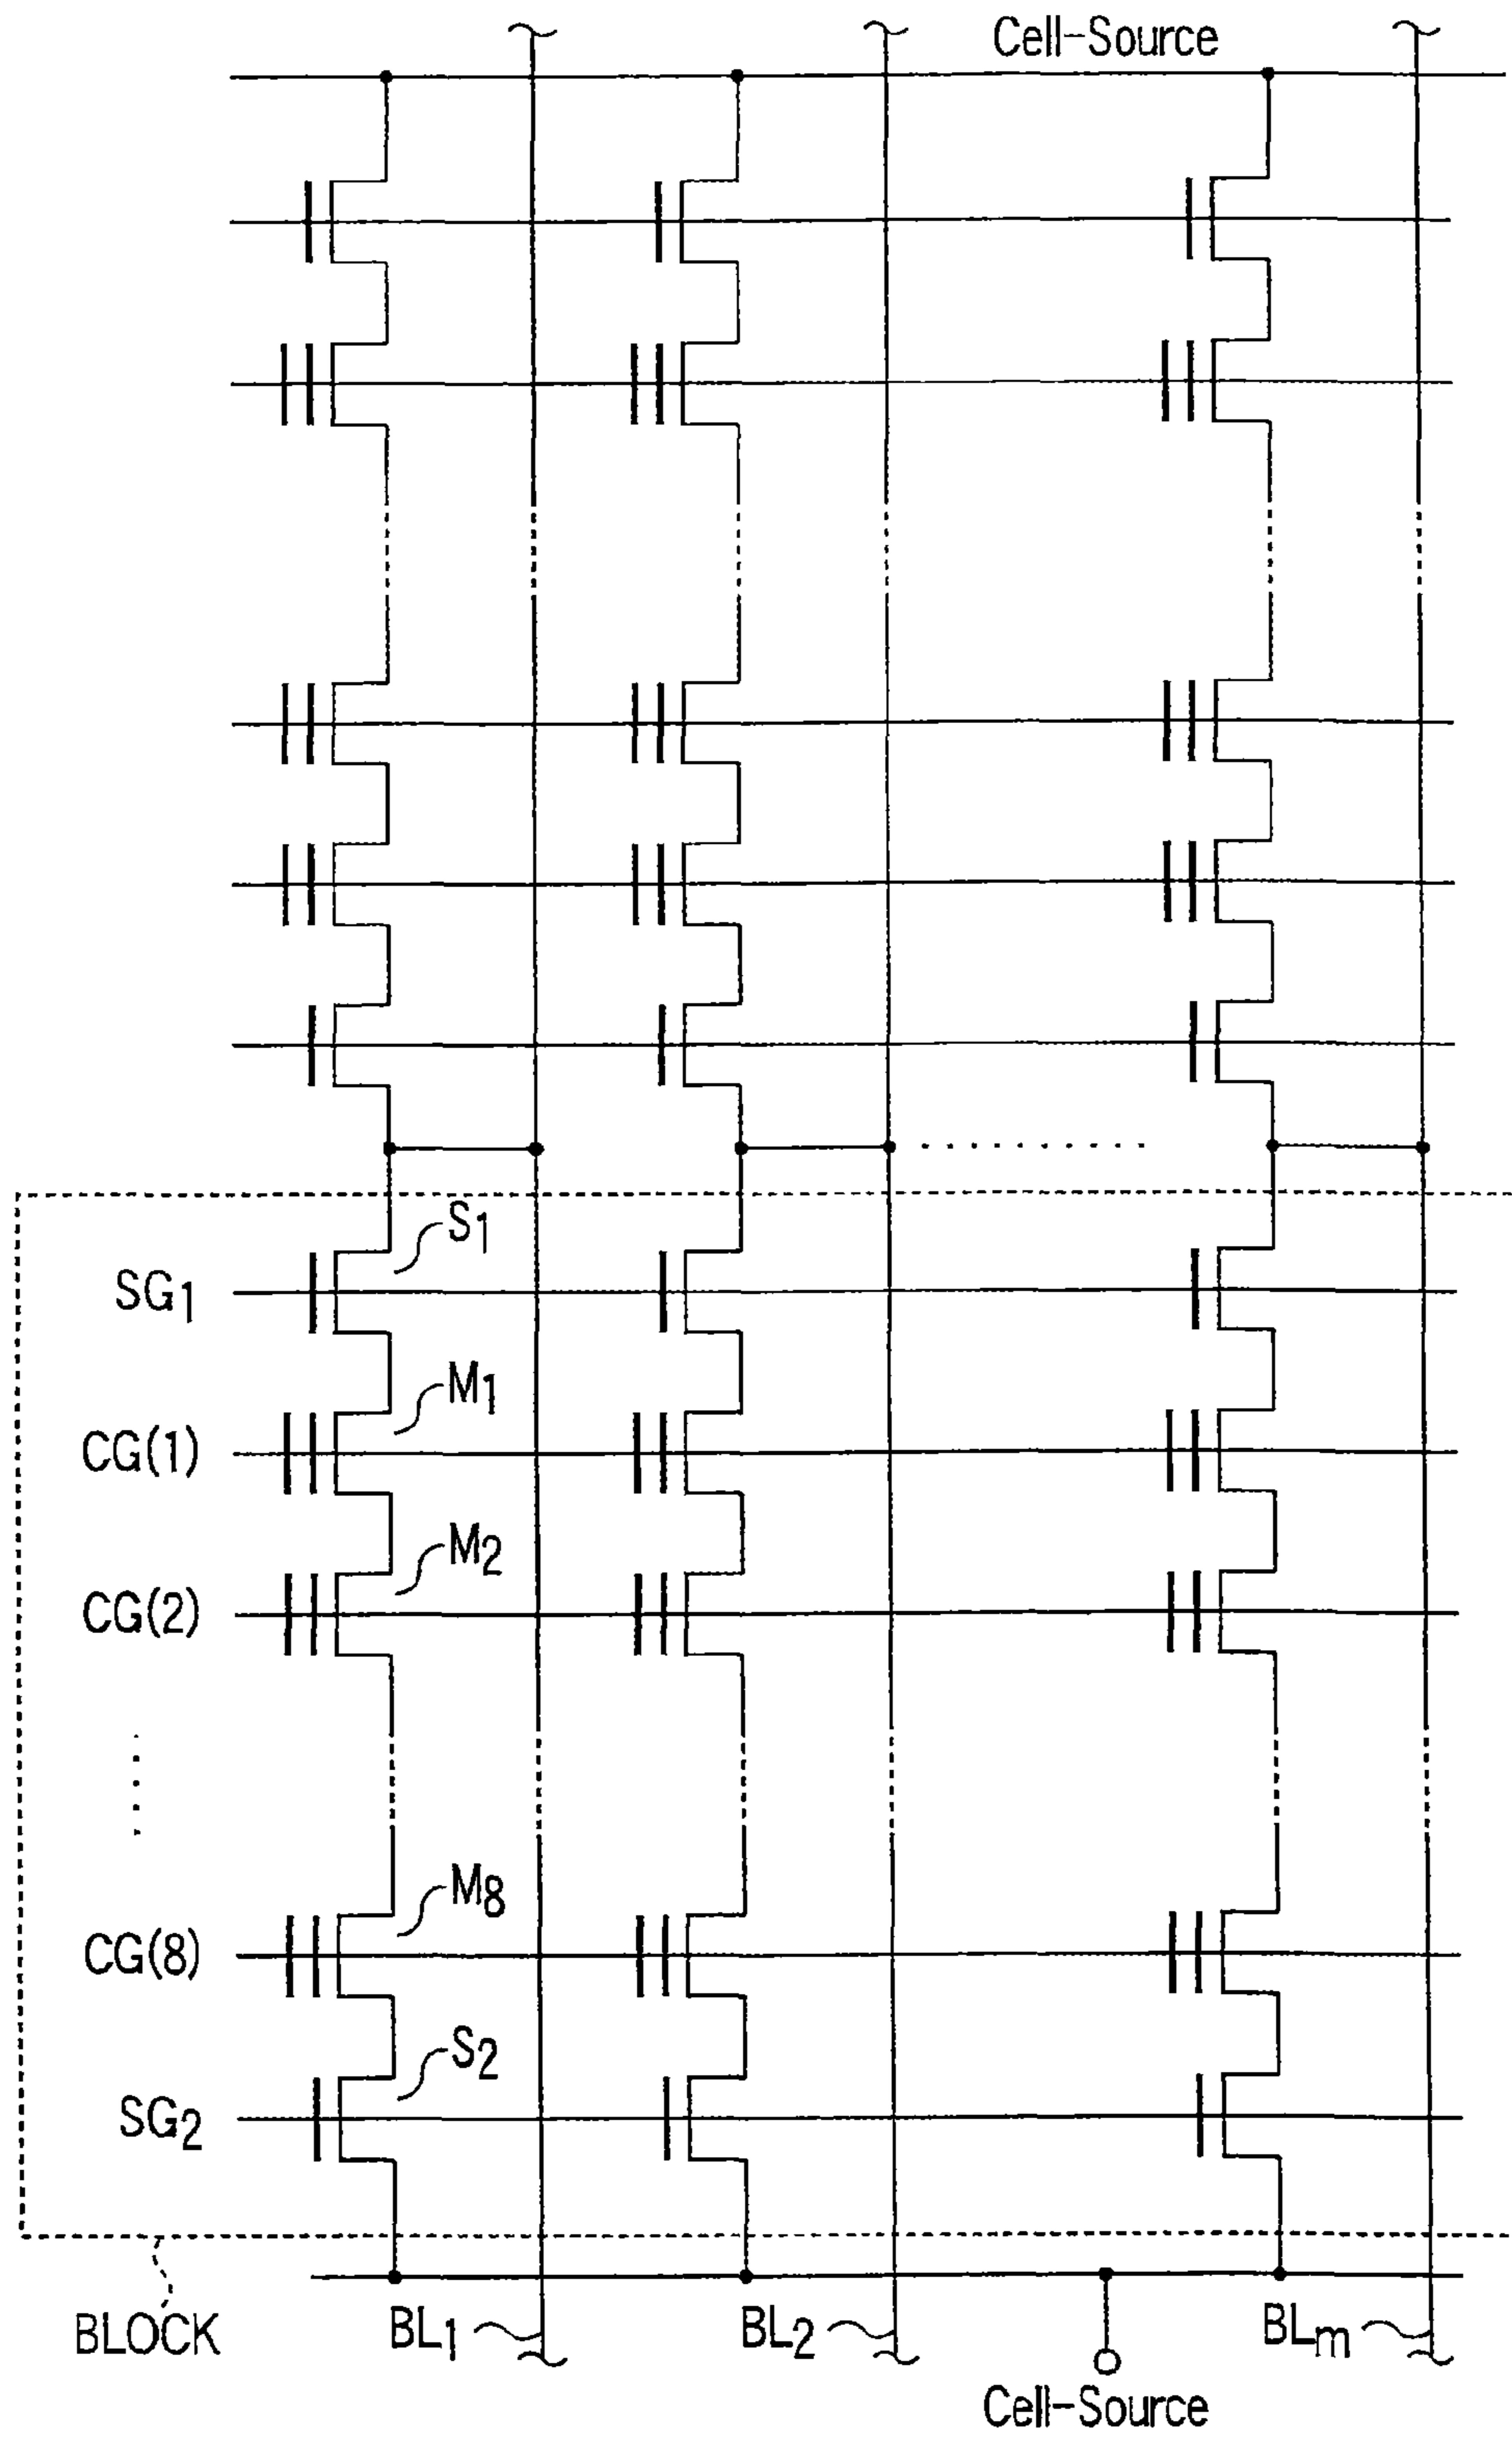 Cell-Source
S1
SG1
M1
CG(1)
M2
CG(2)
M8
CG(8)
S2
SG2
BLOCK
BL1
BL2
BLm
Cell-Source